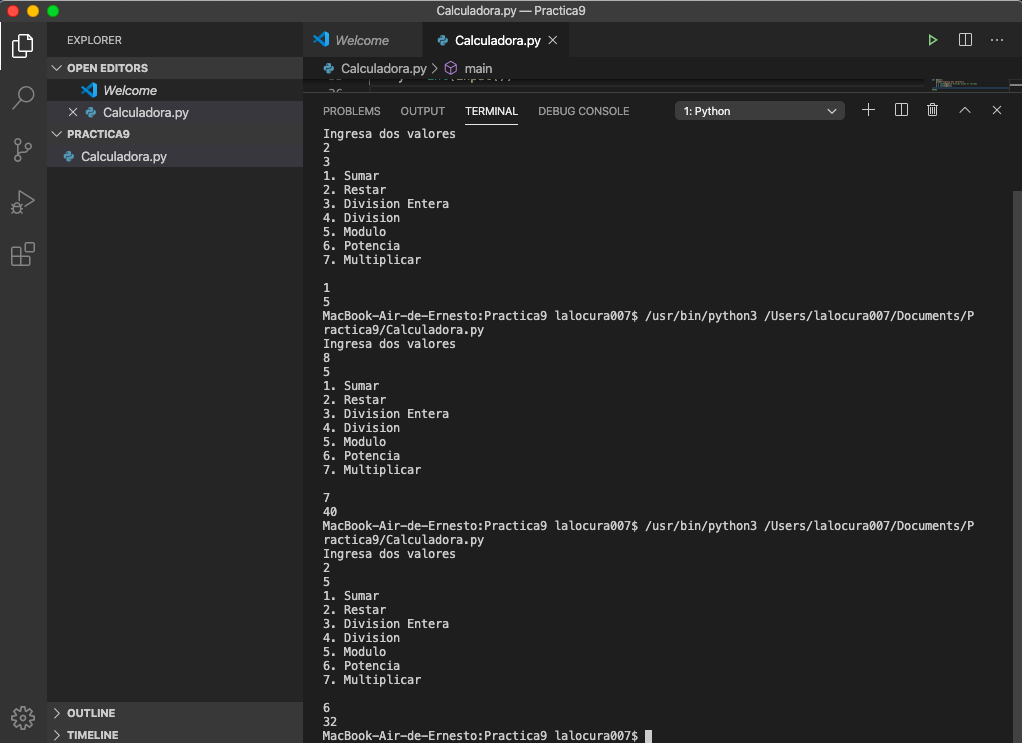 Calculadora.py — Practica9
EXPLORER
Welcome
Calculadora.py
OPEN EDITORS
Calculadora.py > main
Welcome
Calculadora.py
PRACTICA9
Calculadora.py
PROBLEMS OUTPUT TERMINAL DEBUG CONSOLE 1: Python
Ingresa dos valores
2
3
1. Sumar
2. Restar
3. Division Entera
4. Division
5. Modulo
6. Potencia
7. Multiplicar
1
5
MacBook-Air-de-Ernesto:Practica9 lalocura007$ /usr/bin/python3 /Users/lalocura007/Documents/P
ractica9/Calculadora.py
Ingresa dos valores
8
5
1. Sumar
2. Restar
3. Division Entera
4. Division
5. Modulo
6. Potencia
7. Multiplicar
7
40
MacBook-Air-de-Ernesto:Practica9 lalocura007$ /usr/bin/python3 /Users/lalocura007/Documents/P
ractica9/Calculadora.py
Ingresa dos valores
2
5
1. Sumar
2. Restar
3. Division Entera
4. Division
5. Modulo
6. Potencia
7. Multiplicar
6
32
MacBook-Air-de-Ernesto:Practica9 lalocura007$
OUTLINE
TIMELINE